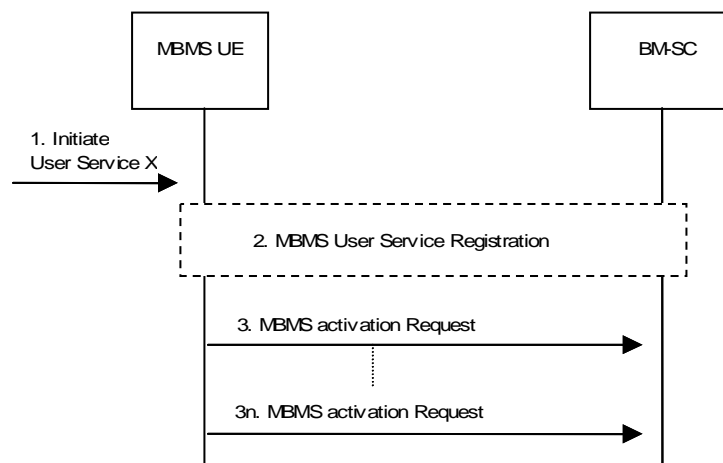 MBMS UE
BM-SC
1. Initiate
User Service X
2. MBMS User Service Registration
3. MBMS activation Request
3n. MBMS activation Request